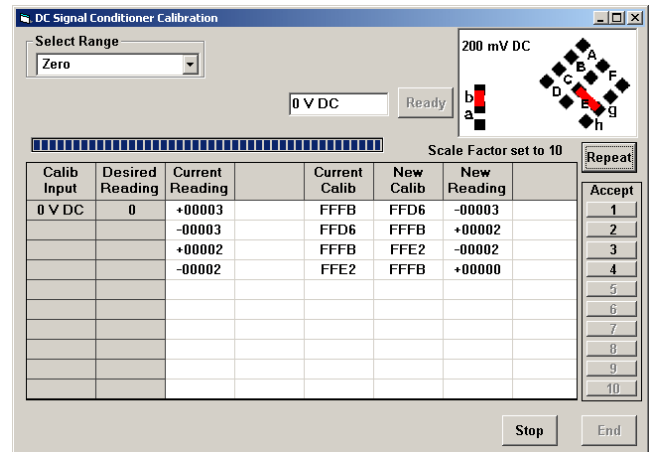 DC Signal Conditioner Calibration
Select Range
Zero
200 mV DC
A
B
F
C
D
E
g
h
b
a
0 V DC
Ready
Scale Factor set to 10
Repeat
Calib Input
Desired Reading
Current Reading
Current Calib
New Calib
New Reading
Accept
0 V DC 0 +00003 FFFB FFD6 -00003 1
-00003 FFD6 FFFB +00002 2
+00002 FFFB FFE2 -00002 3
-00002 FFE2 FFFB +00000 4
5
6
7
8
9
10
Stop
End